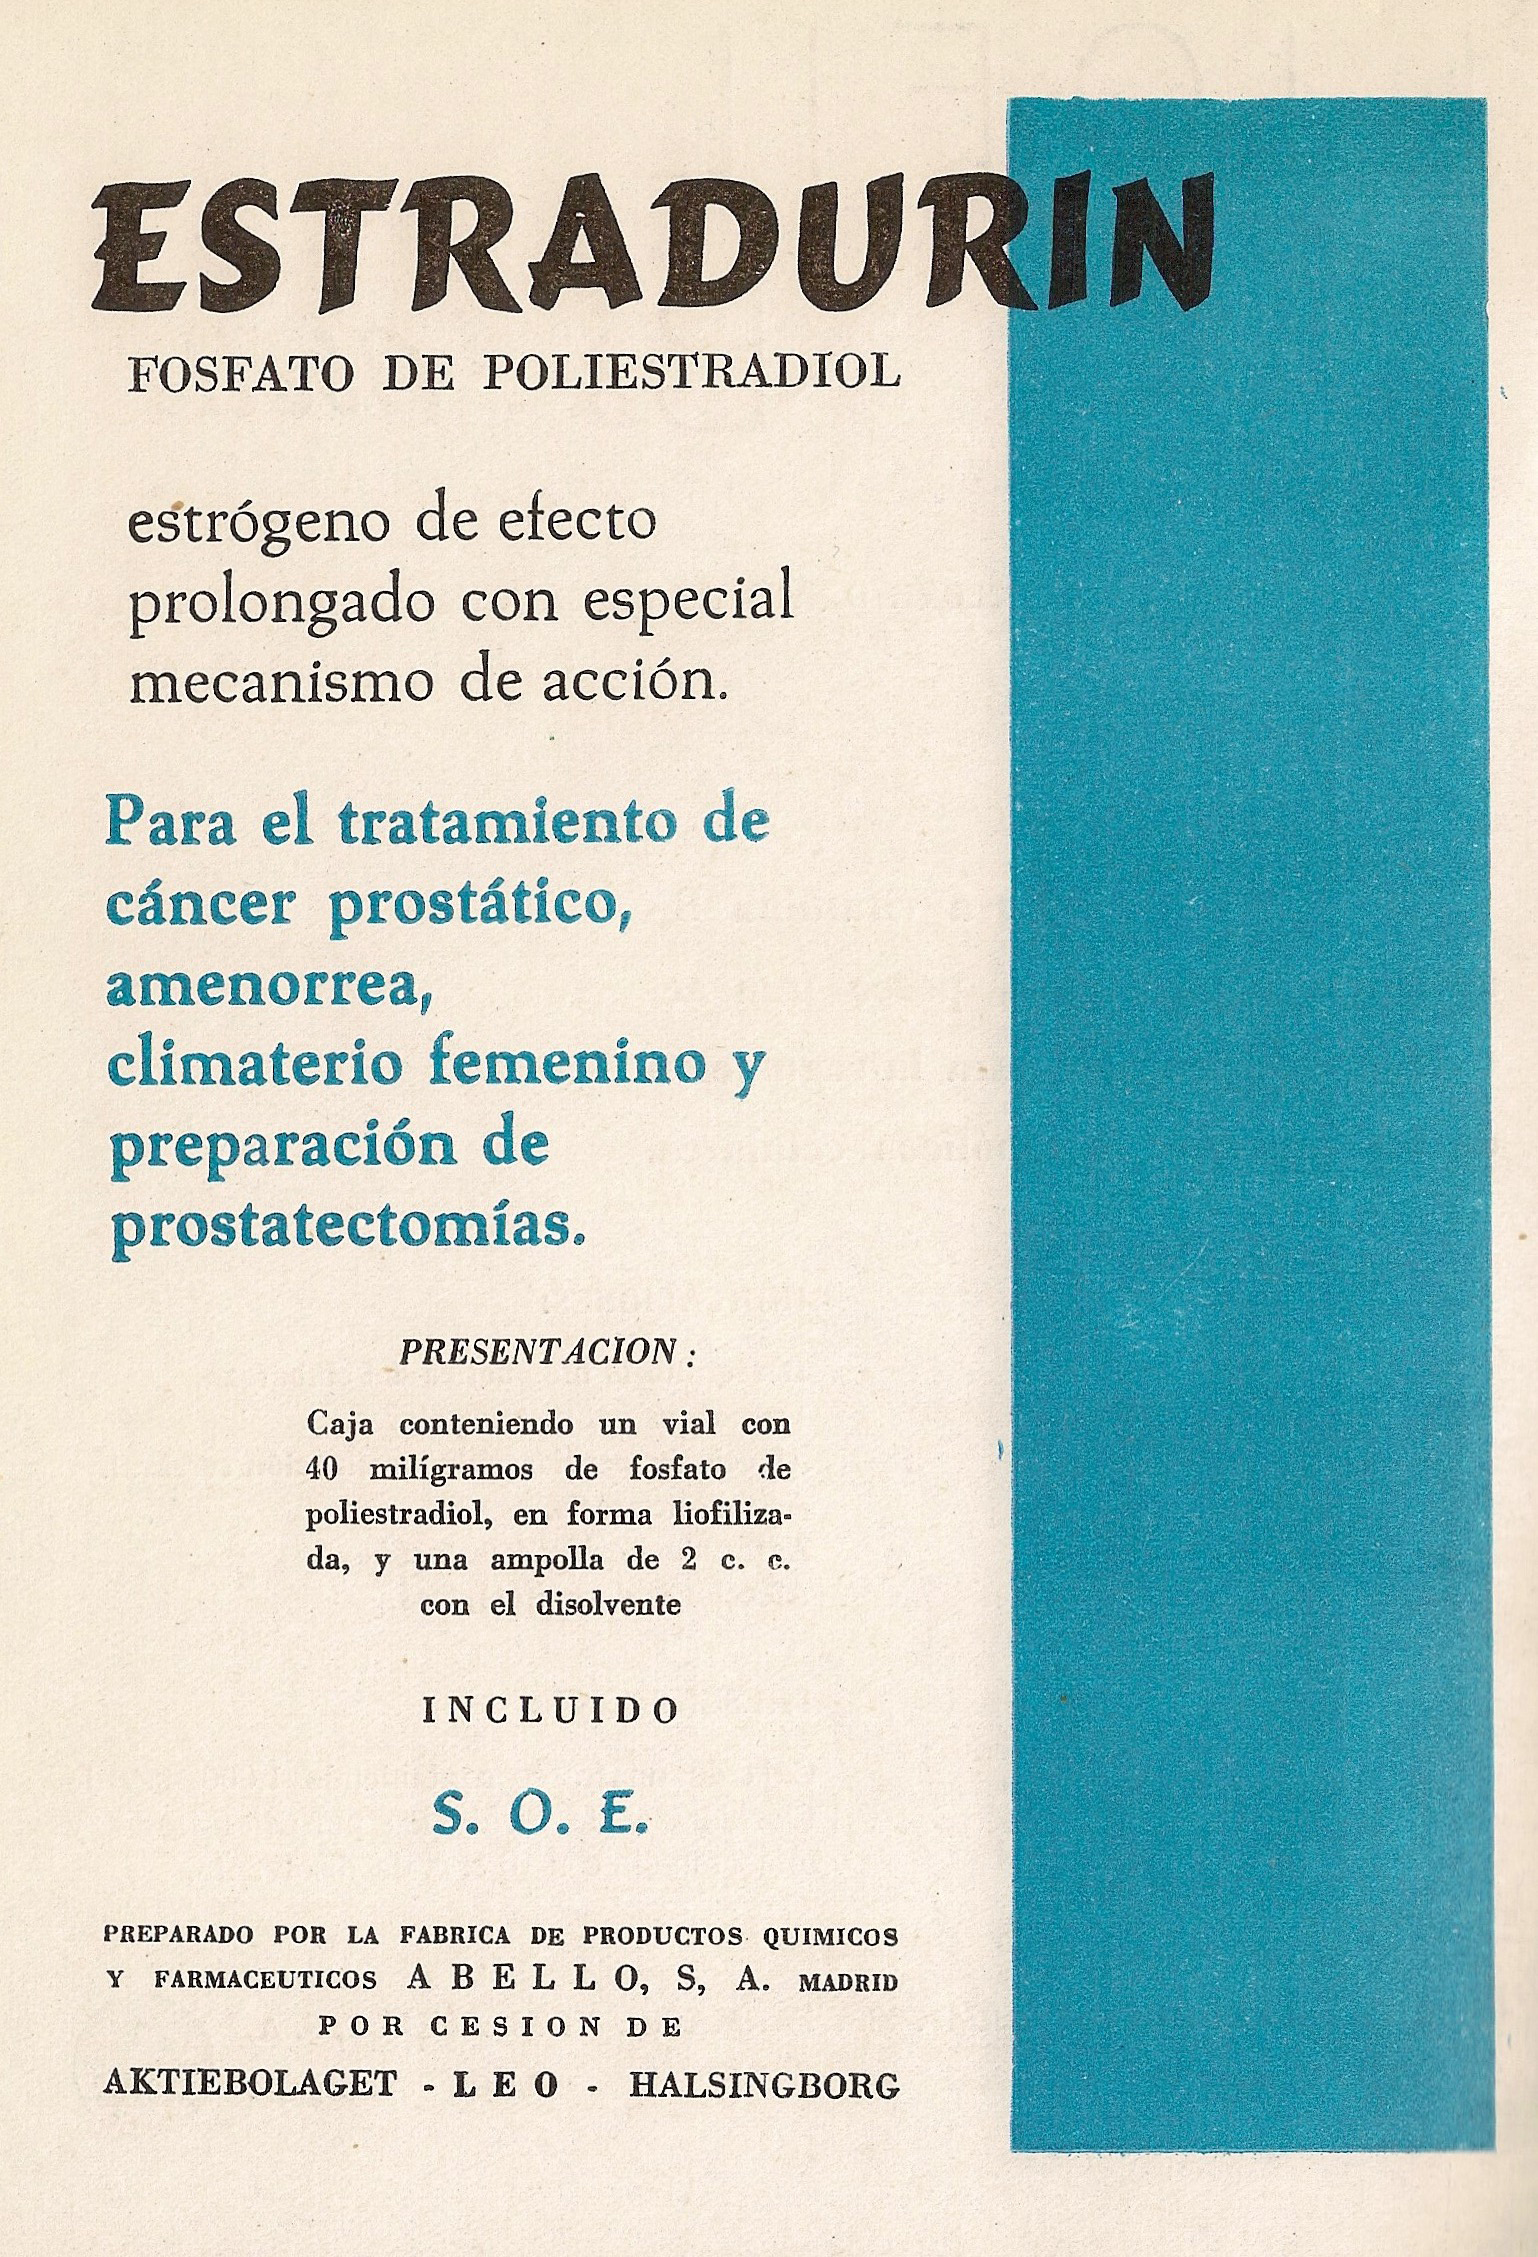 ESTRADURIN
FOSFATO DE POLIESTRADIOL
estrógeno de efecto
prolongado con especial
mecanismo de acción.
Para el tratamiento de
cáncer prostático,
amenorrea,
climaterio femenino y
preparación de
prostatectomías.
PRESENTACION :
Caja conteniendo un vial con
40 milígramos de fosfato de
poliestradiol, en forma liofiliza-
da, y una ampolla de 2 c. c.
con el disolvente
INCLUIDO
S. O. E.
PREPARADO POR LA FABRICA DE PRODUCTOS QUIMICOS
Y FARMACEUTICOS ABELLO, S, A. MADRID
POR CESION DE
AKTIEBOLAGET - LEO - HALSINGBORG